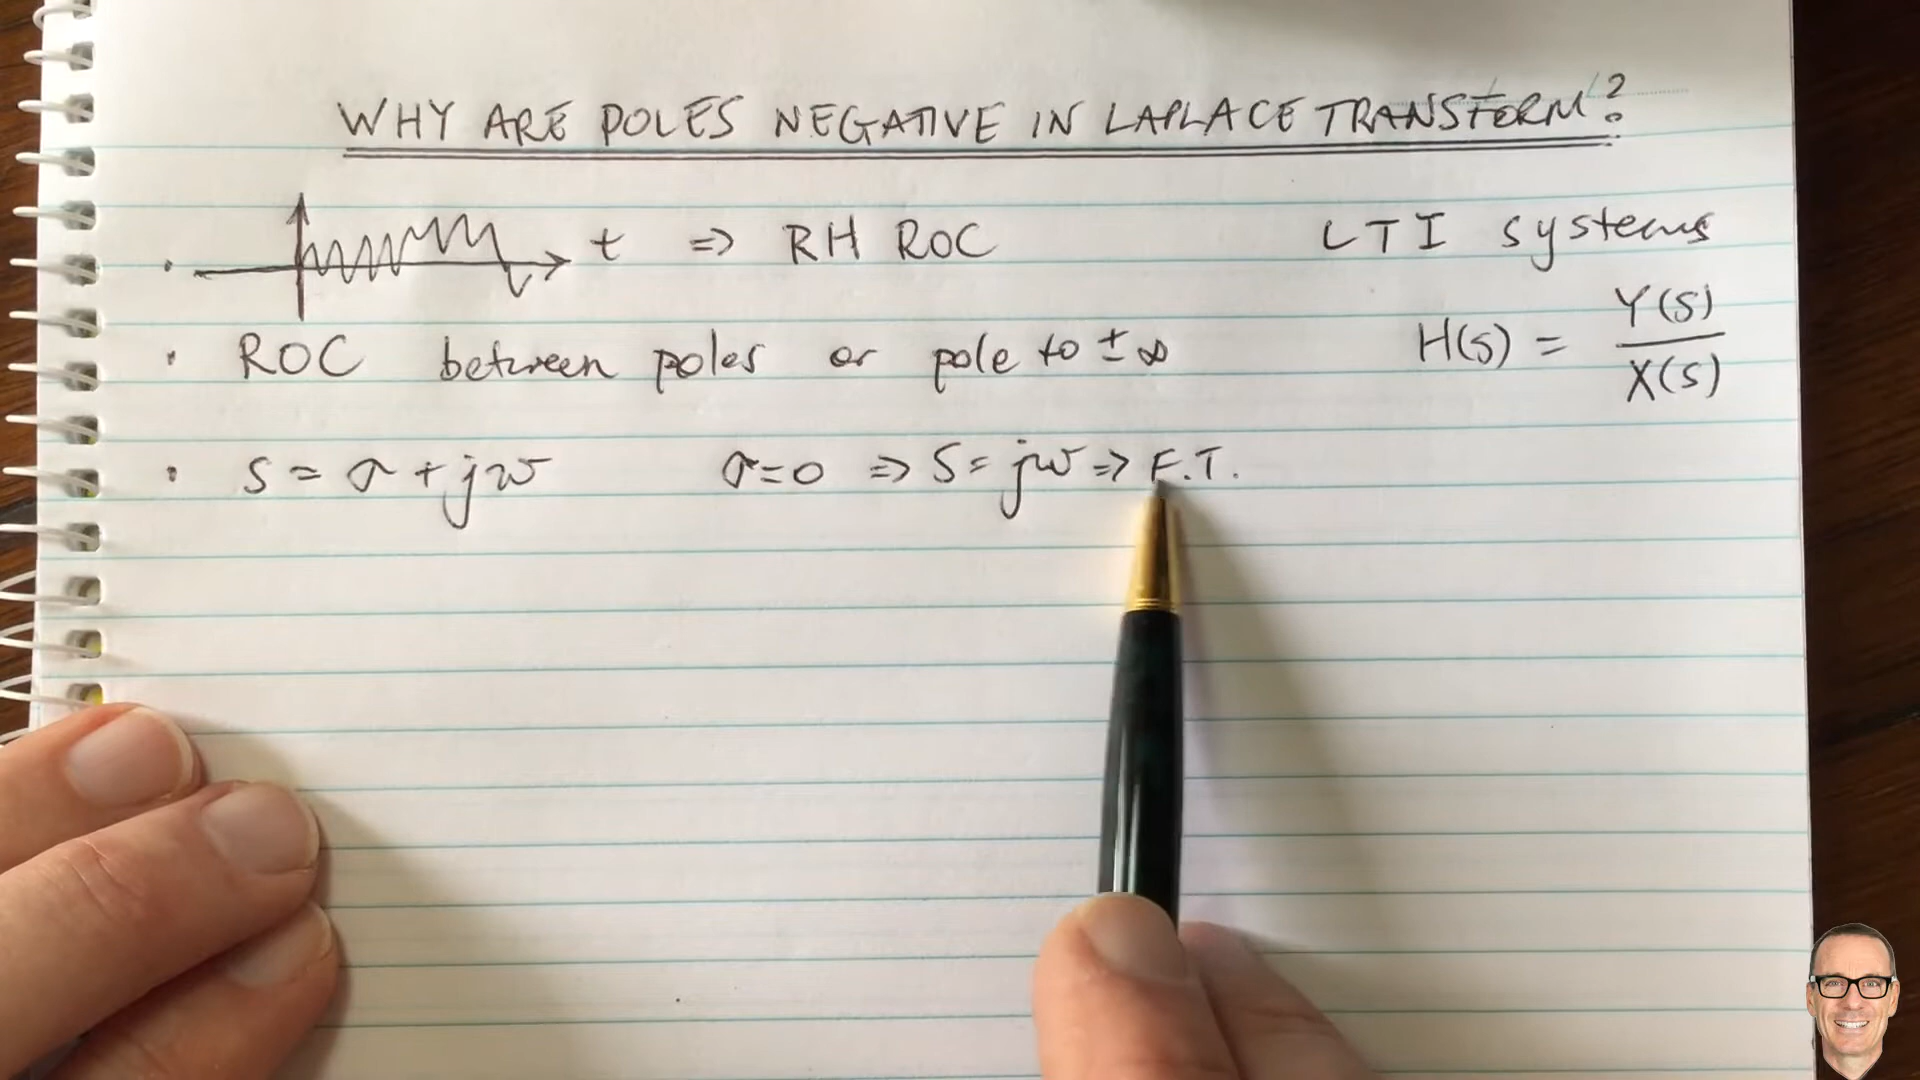 WHY ARE POLES NEGATIVE IN LAPLACE TRANSFORM?
t => RH ROC
LTI systems
• ROC between poles or pole to ± ∞
H(s) = Y(s) / X(s)
• s = σ + jω σ=0 => s = jω => F.T.